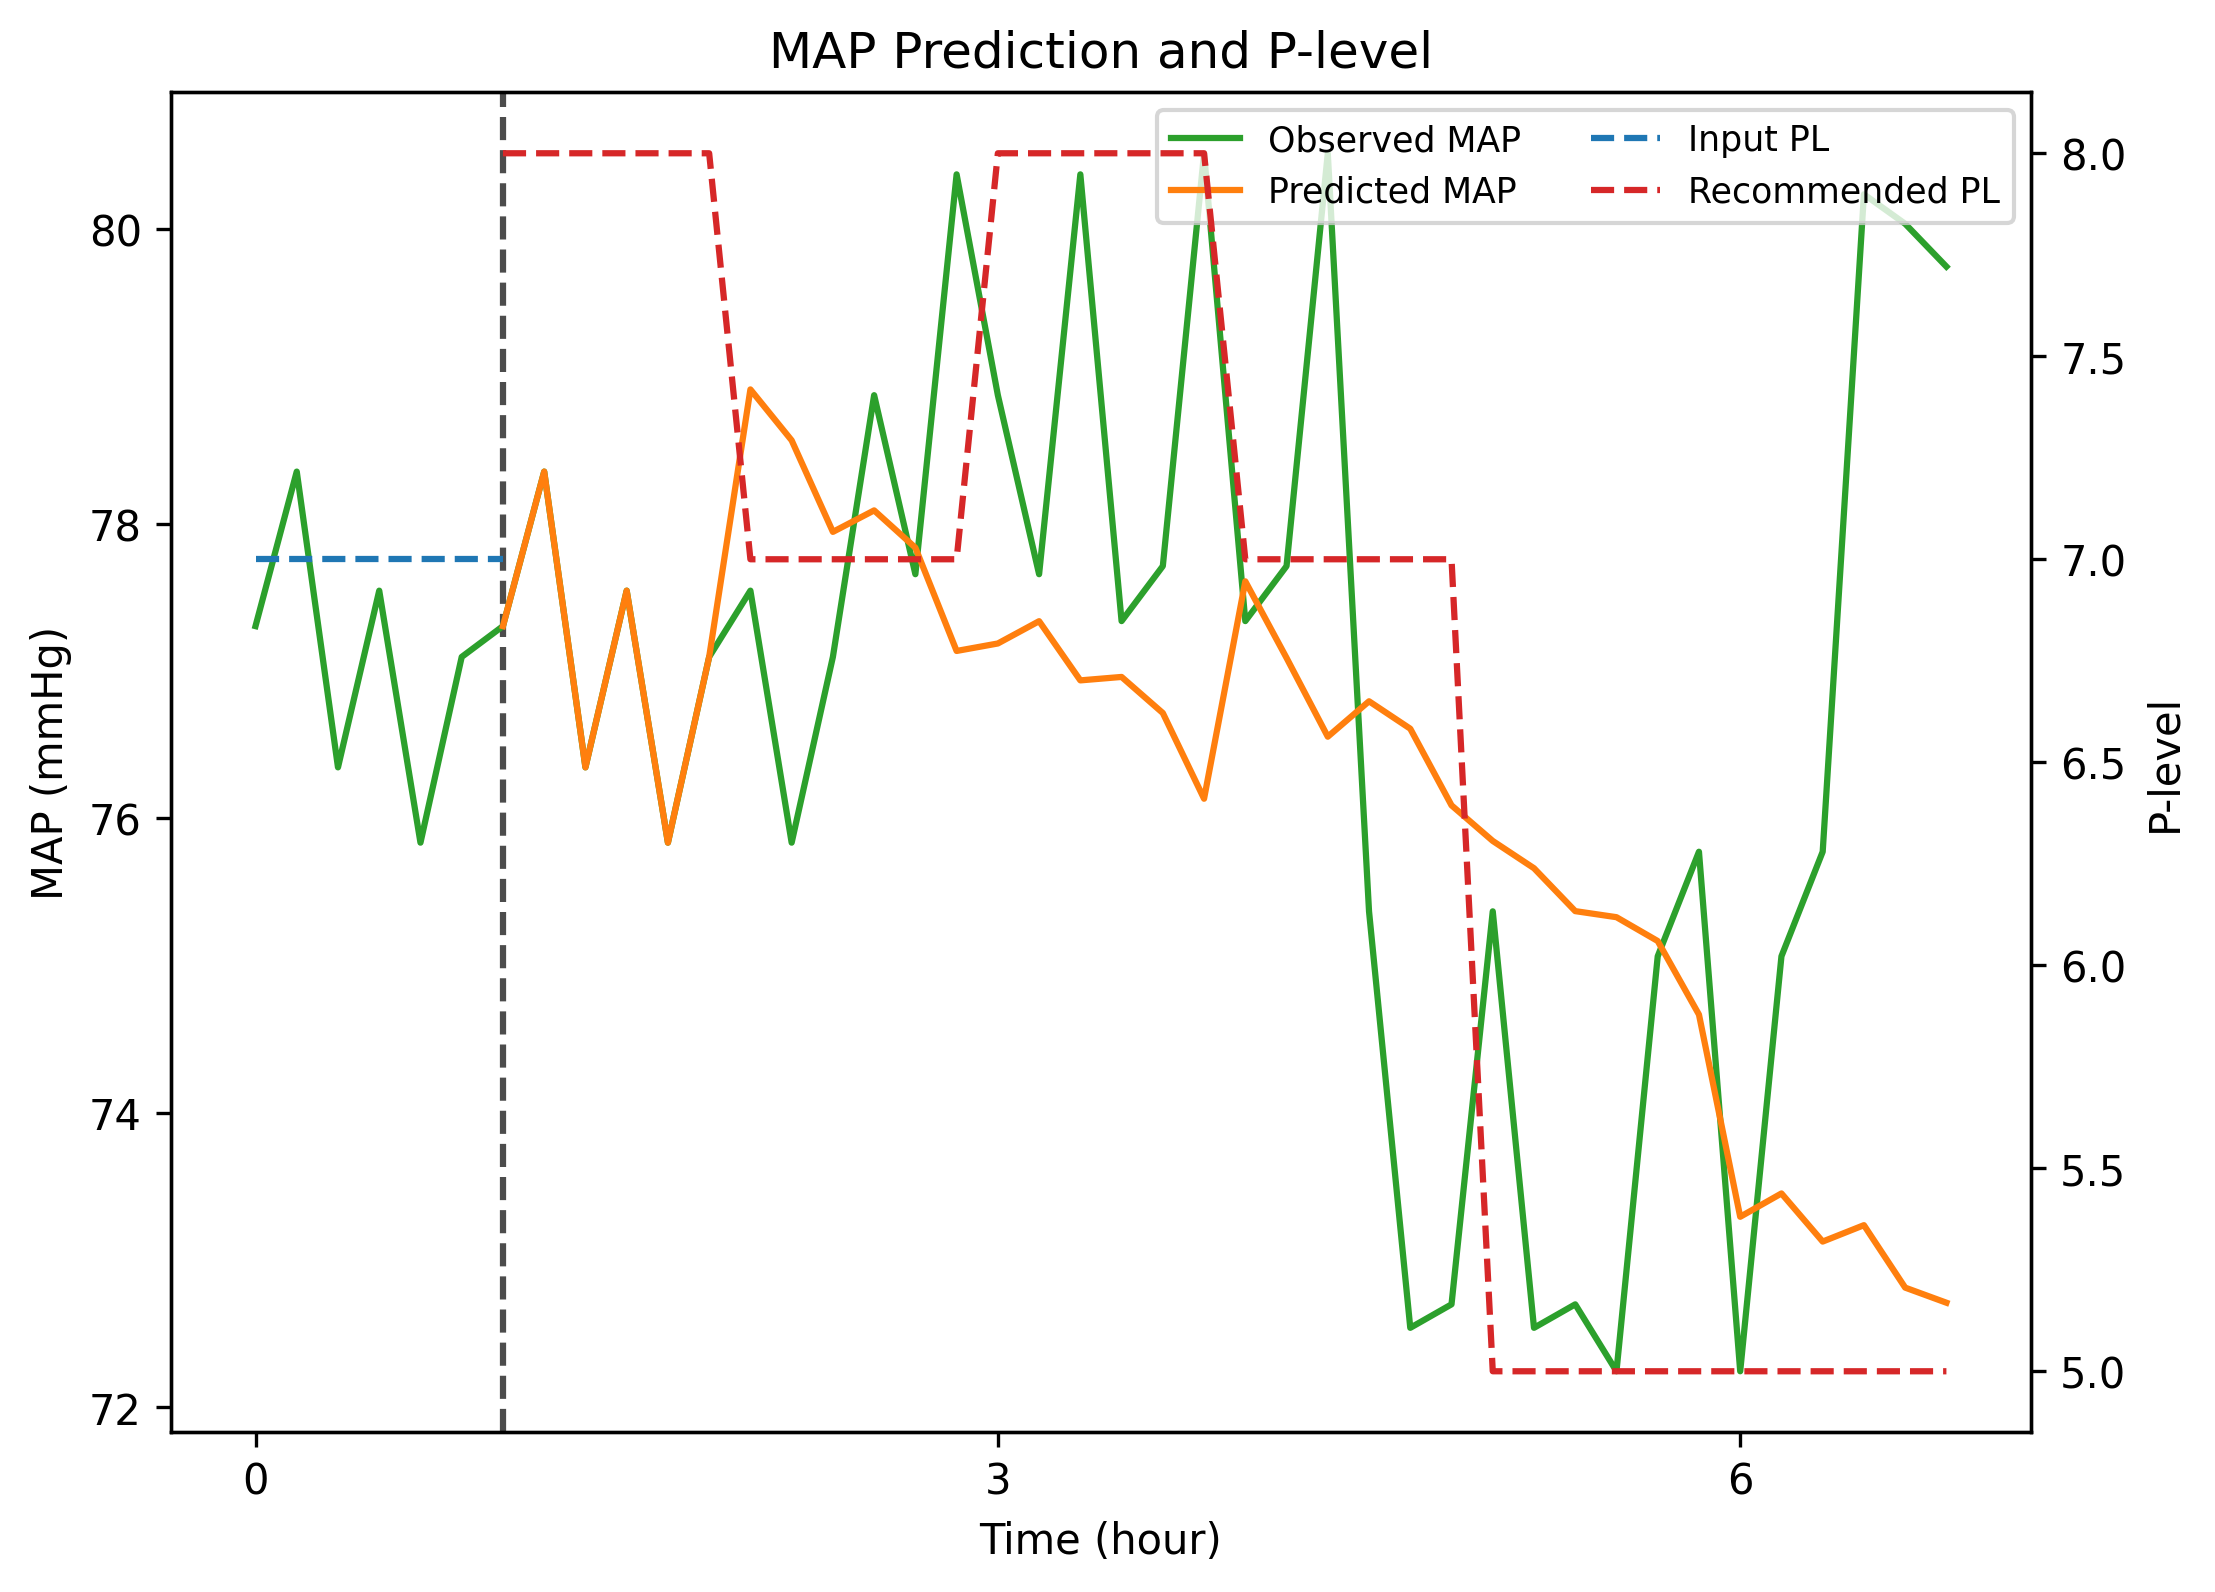 MAP Prediction and P-level
Observed MAP
Predicted MAP
Input PL
Recommended PL
MAP (mmHg)
80
78
76
74
72
8.0
7.5
7.0
6.5
6.0
5.5
5.0
P-level
0
3
6
Time (hour)